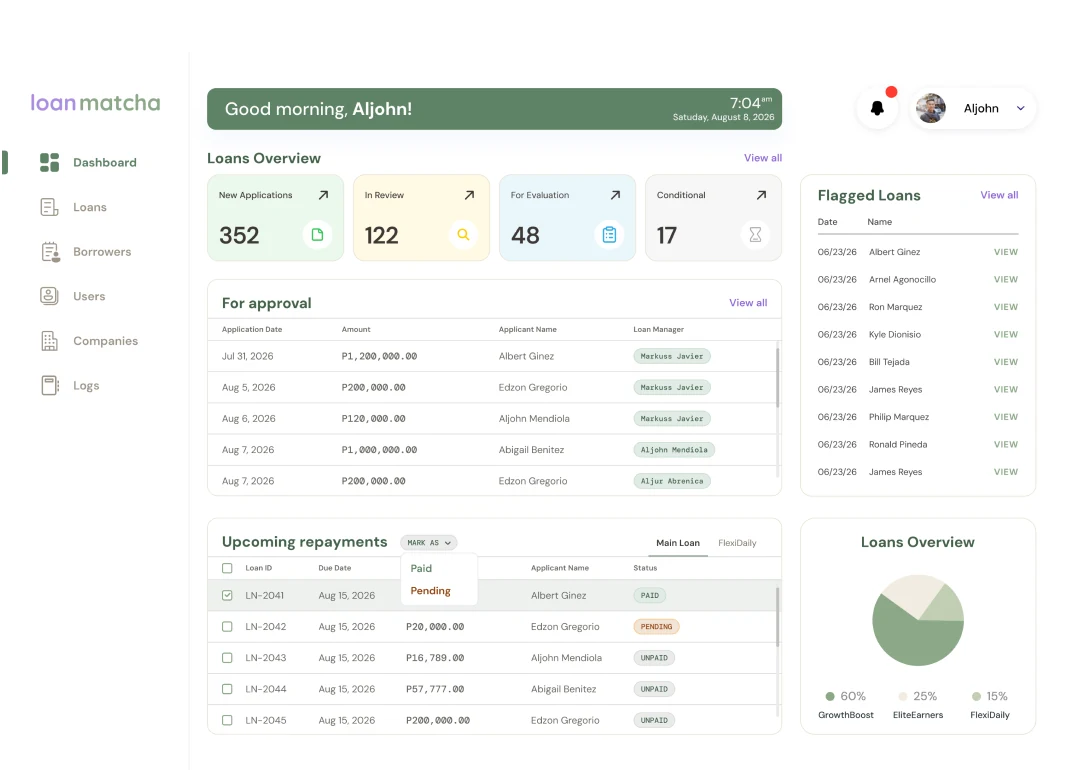 loanmatcha
Dashboard
Loans
Borrowers
Users
Companies
Logs
Good morning, Aljohn!
7:04am
Satuday, August 8, 2026
Aljohn
Loans Overview
View all
New Applications
352
In Review
122
For Evaluation
48
Conditional
17
For approval
View all
Application Date Amount Applicant Name Loan Manager
Jul 31, 2026 P1,200,000.00 Albert Ginez Markuss Javier
Aug 5, 2026 P200,000.00 Edzon Gregorio Markuss Javier
Aug 6, 2026 P120,000.00 Aljohn Mendiola Markuss Javier
Aug 7, 2026 P1,000,000.00 Abigail Benitez Aljohn Mendiola
Aug 7, 2026 P200,000.00 Edzon Gregorio Aljur Abrenica
Flagged Loans
View all
Date Name
06/23/26 Albert Ginez VIEW
06/23/26 Arnel Agonocillo VIEW
06/23/26 Ron Marquez VIEW
06/23/26 Kyle Dionisio VIEW
06/23/26 Bill Tejada VIEW
06/23/26 James Reyes VIEW
06/23/26 Philip Marquez VIEW
06/23/26 Ronald Pineda VIEW
06/23/26 James Reyes VIEW
Upcoming repayments
MARK AS
Paid
Pending
Main Loan FlexiDaily
Loan ID Due Date Applicant Name Status
LN-2041 Aug 15, 2026 Albert Ginez PAID
LN-2042 Aug 15, 2026 P20,000.00 Edzon Gregorio PENDING
LN-2043 Aug 15, 2026 P16,789.00 Aljohn Mendiola UNPAID
LN-2044 Aug 15, 2026 P57,777.00 Abigail Benitez UNPAID
LN-2045 Aug 15, 2026 P200,000.00 Edzon Gregorio UNPAID
Loans Overview
60% 25% 15%
GrowthBoost EliteEarners FlexiDaily